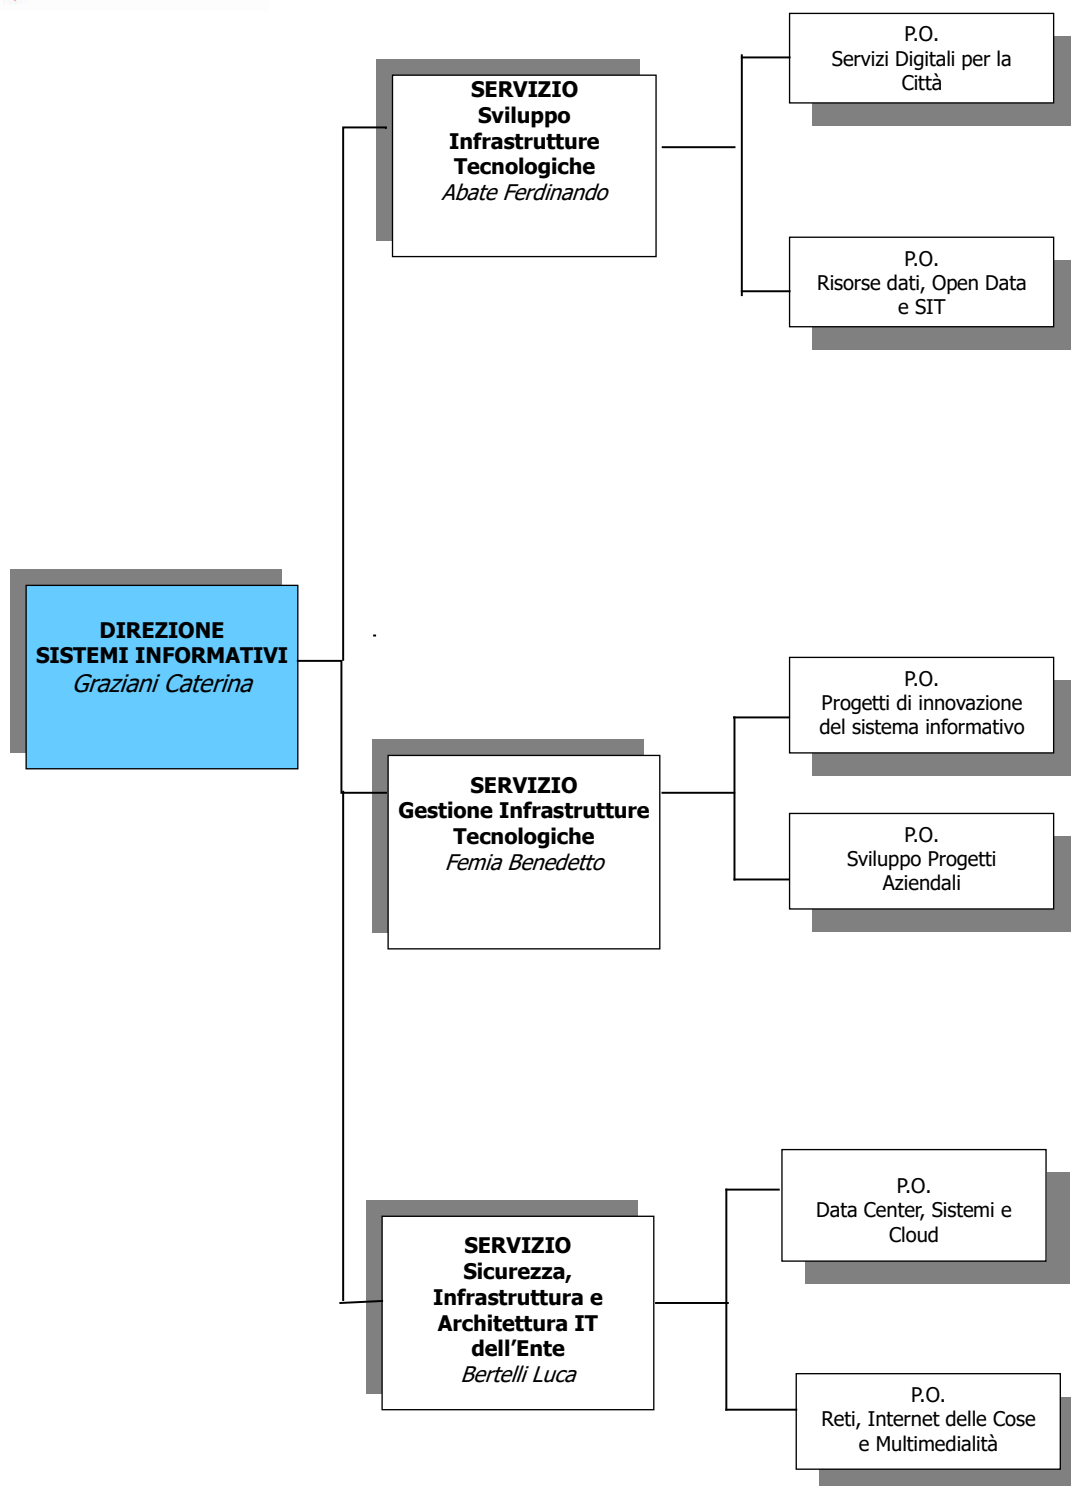 P.O.
Servizi Digitali per la
Città
SERVIZIO
Sviluppo
Infrastrutture
Tecnologiche
Abate Ferdinando
P.O.
Risorse dati, Open Data
e SIT
DIREZIONE
SISTEMI INFORMATIVI
Graziani Caterina
P.O.
Progetti di innovazione
del sistema informativo
SERVIZIO
Gestione Infrastrutture
Tecnologiche
Femia Benedetto
P.O.
Sviluppo Progetti
Aziendali
P.O.
Data Center, Sistemi e
Cloud
SERVIZIO
Sicurezza,
Infrastruttura e
Architettura IT
dell’Ente
Bertelli Luca
P.O.
Reti, Internet delle Cose
e Multimedialità